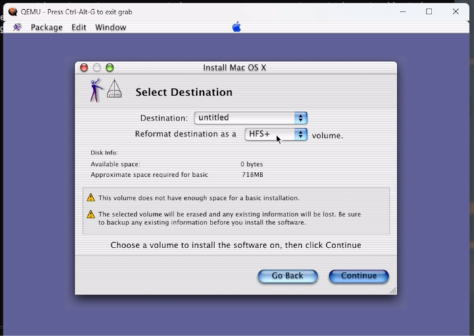 QEMU - Press Ctrl-Alt-G to exit grab
Package Edit Window
Install Mac OS X
Select Destination
Destination: untitled
Reformat destination as a HFS+ volume.
Disk Info:
Available space: 0 bytes
Approximate space required for basic 718MB
This volume does not have enough space for a basic installation.
The selected volume will be erased and any existing information will be lost. Be sure
to backup any existing information before you install the software.
Choose a volume to install the software on, then click Continue
Go Back Continue